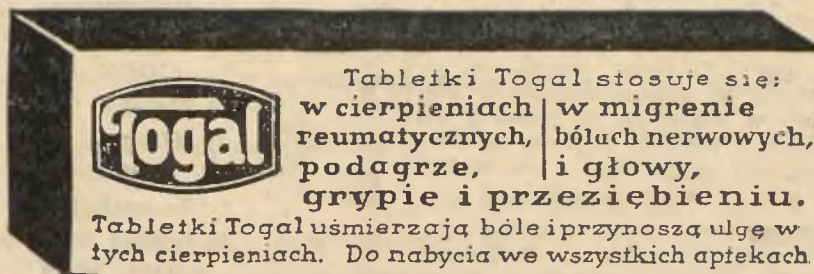 Togal
Tabletki Togal stosuje się:
w cierpieniach | w migrenie
reumatycznych, | bólach nerwowych,
podagrze, | i głowy,
grypie i przeziębieniu.
Tabletki Togal uśmierzają bóle i przynoszą ulgę w
tych cierpieniach. Do nabycia we wszystkich aptekach